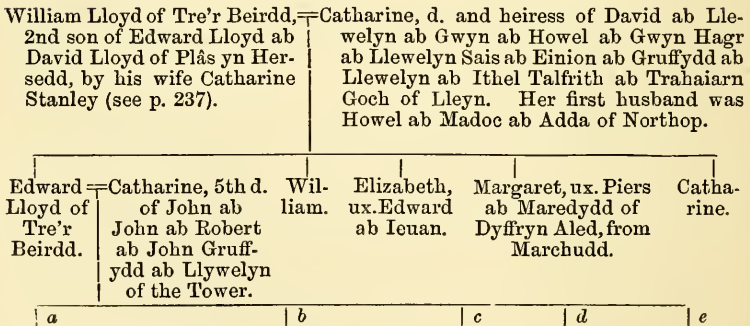 William Lloyd of Tre'r Beirdd,
2nd son of Edward Lloyd ab
David Lloyd of Plâs yn Her-
sedd, by his wife Catharine
Stanley (see p. 237).
Catharine, d. and heiress of David ab Lle-
welyn ab Gwyn ab Howel ab Gwyn Hagr
ab Llewelyn Sais ab Einion ab Gruffydd ab
Llewelyn ab Ithel Talfrith ab Trahaiarn
Goch of Lleyn. Her first husband was
Howel ab Madoc ab Adda of Northop.
Edward
Lloyd of
Tre'r
Beirdd.
Catharine, 5th d.
of John ab
John ab Robert
ab John Gruff-
ydd ab Llywelyn
of the Tower.
Wil-
liam.
Elizabeth,
ux. Edward
ab Ieuan.
Margaret, ux. Piers
ab Maredydd of
Dyffryn Aled, from
Marchudd.
Catha-
rine.
a b c d e